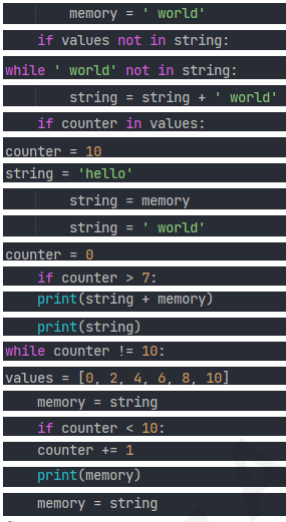 memory = ' world'
    if values not in string:
while ' world' not in string:
        string = string + ' world'
    if counter in values:
counter = 10
string = 'hello'
        string = memory
        string = ' world'
counter = 0
    if counter > 7:
    print(string + memory)
    print(string)
while counter != 10:
values = [0, 2, 4, 6, 8, 10]
    memory = string
    if counter < 10:
    counter += 1
    print(memory)
    memory = string